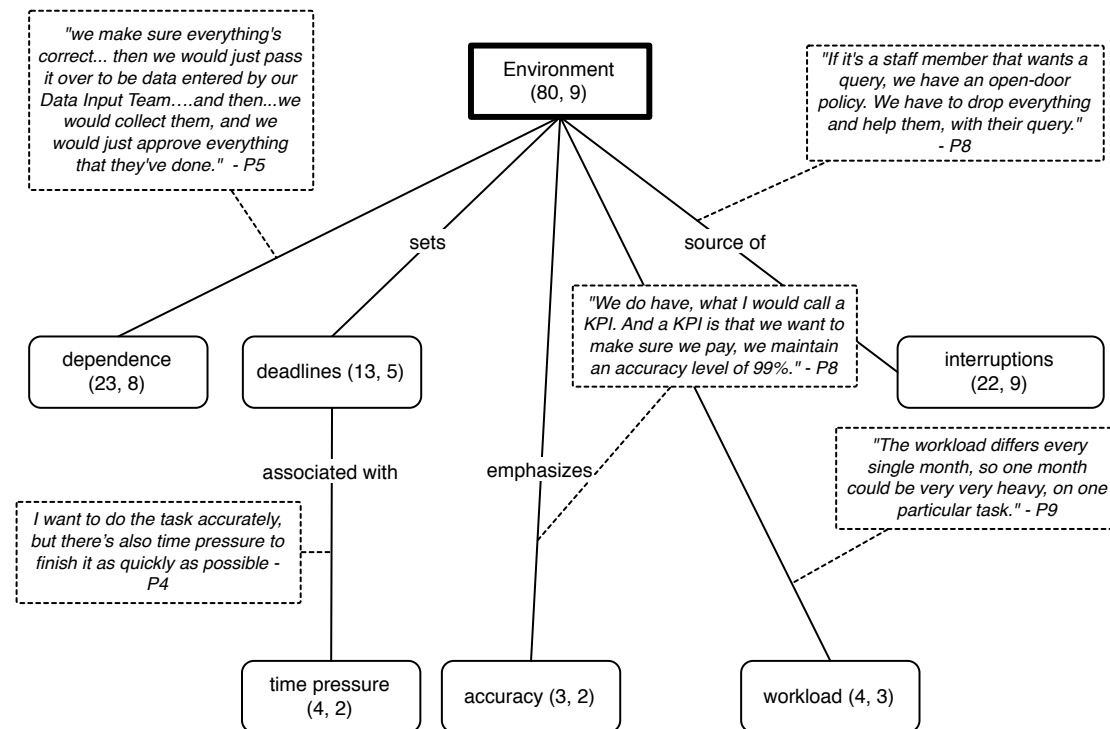 "we make sure everything's
correct... then we would just pass
it over to be data entered by our
Data Input Team....and then...we
would collect them, and we
would just approve everything
that they've done."  - P5
Environment
(80, 9)
"If it's a staff member that wants a
query, we have an open-door
policy. We have to drop everything
and help them, with their query."
- P8
sets
source of
dependence
(23, 8)
deadlines (13, 5)
"We do have, what I would call a
KPI. And a KPI is that we want to
make sure we pay, we maintain
an accuracy level of 99%." - P8
interruptions
(22, 9)
associated with
emphasizes
"The workload differs every
single month, so one month
could be very very heavy, on one
particular task." - P9
I want to do the task accurately,
but there's also time pressure to
finish it as quickly as possible -
P4
time pressure
(4, 2)
accuracy (3, 2)
workload (4, 3)